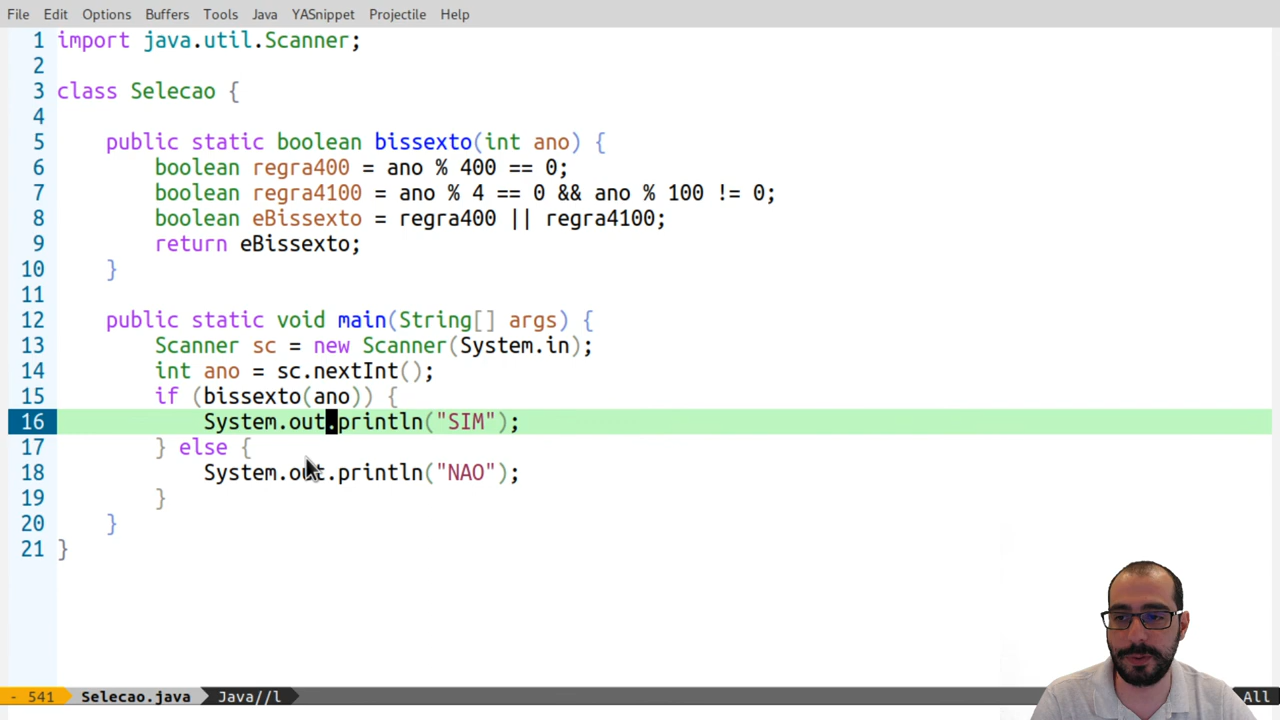 File Edit Options Buffers Tools Java YASnippet Projectile Help
1 import java.util.Scanner;
2
3 class Selecao {
4
5     public static boolean bissexto(int ano) {
6         boolean regra400 = ano % 400 == 0;
7         boolean regra4100 = ano % 4 == 0 && ano % 100 != 0;
8         boolean eBissexto = regra400 || regra4100;
9         return eBissexto;
10     }
11
12     public static void main(String[] args) {
13         Scanner sc = new Scanner(System.in);
14         int ano = sc.nextInt();
15         if (bissexto(ano)) {
16             System.out.println("SIM");
17         } else {
18             System.out.println("NAO");
19         }
20     }
21 }
- 541 Selecao.java Java//l All